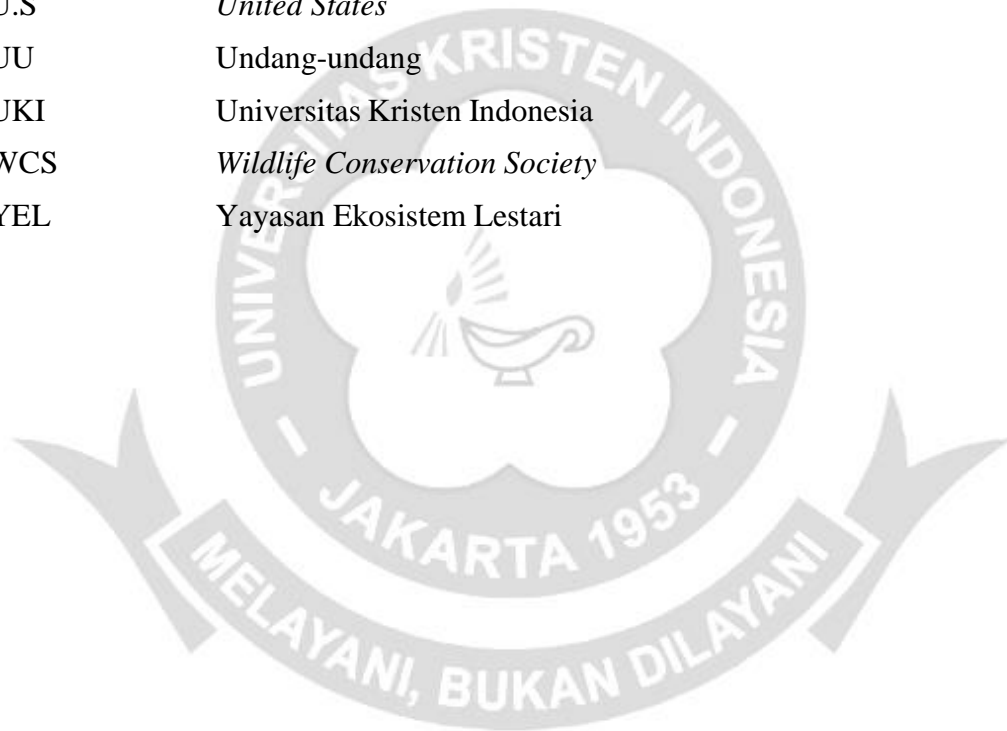 U.S United States
UU Undang-undang
UKI Universitas Kristen Indonesia
WCS Wildlife Conservation Society
YEL Yayasan Ekosistem Lestari
UNIVERSITAS KRISTEN INDONESIA
- JAKARTA 1953 -
MELAYANI, BUKAN DILAYANI